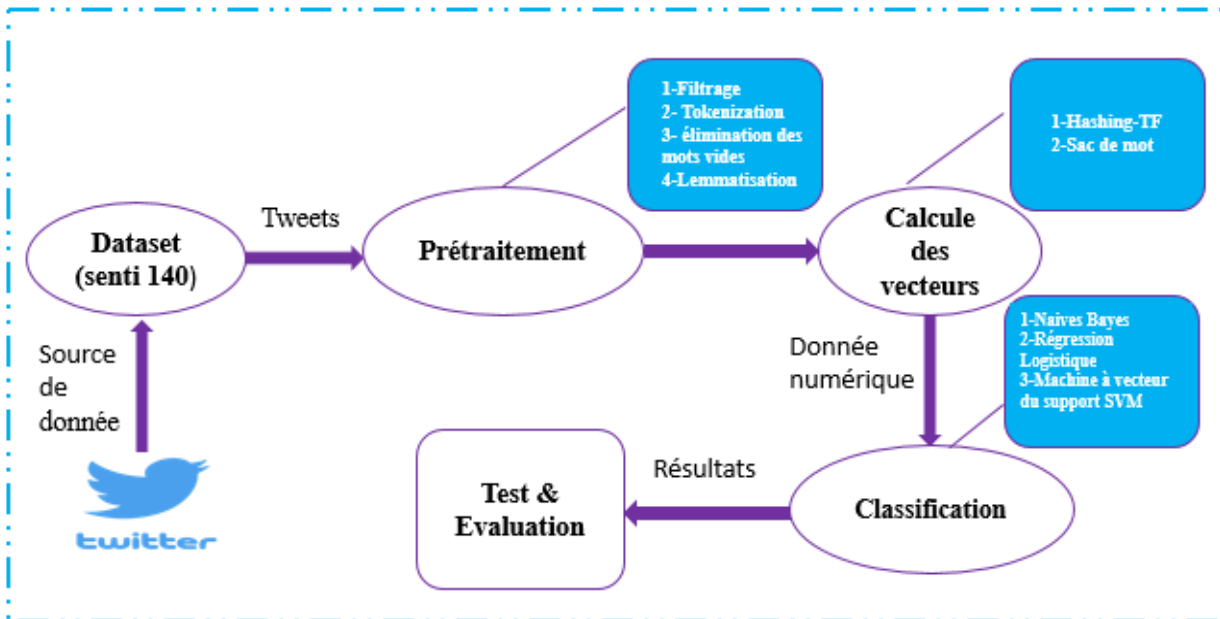 1-Filtrage
2- Tokenization
3- élimination des
mots vides
4-Lemmatisation
1-Hashing-TF
2-Sac de mot
Tweets
Dataset
(senti 140)
Prétraitement
Calcule
des
vecteurs
Source
de
donnée
Donnée
numérique
1-Naives Bayes
2-Régression
Logistique
3-Machine à vecteur
du support SVM
twitter
Test &
Evaluation
Résultats
Classification